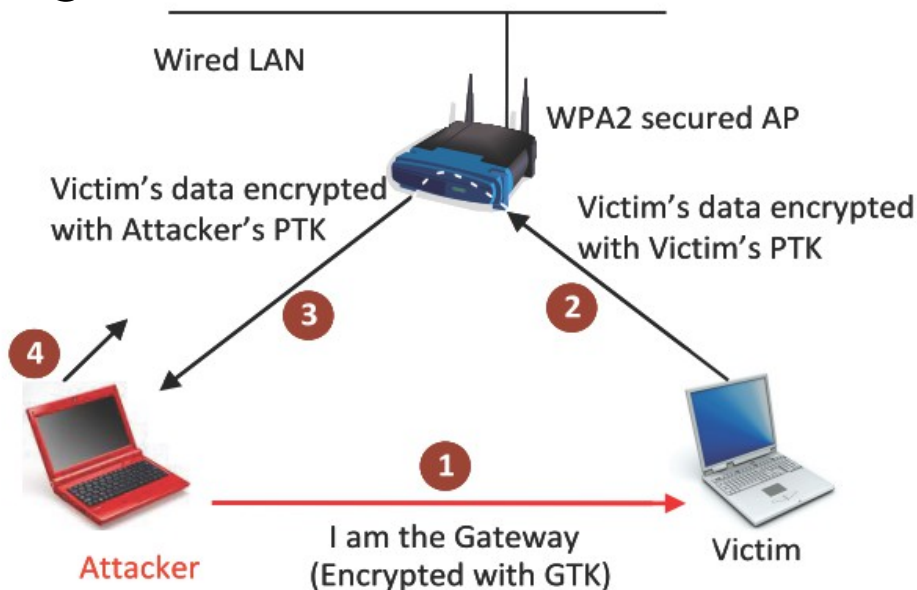 Wired LAN
WPA2 secured AP
Victim's data encrypted
with Attacker's PTK
Victim's data encrypted
with Victim's PTK
3
2
4
1
I am the Gateway
(Encrypted with GTK)
Attacker
Victim